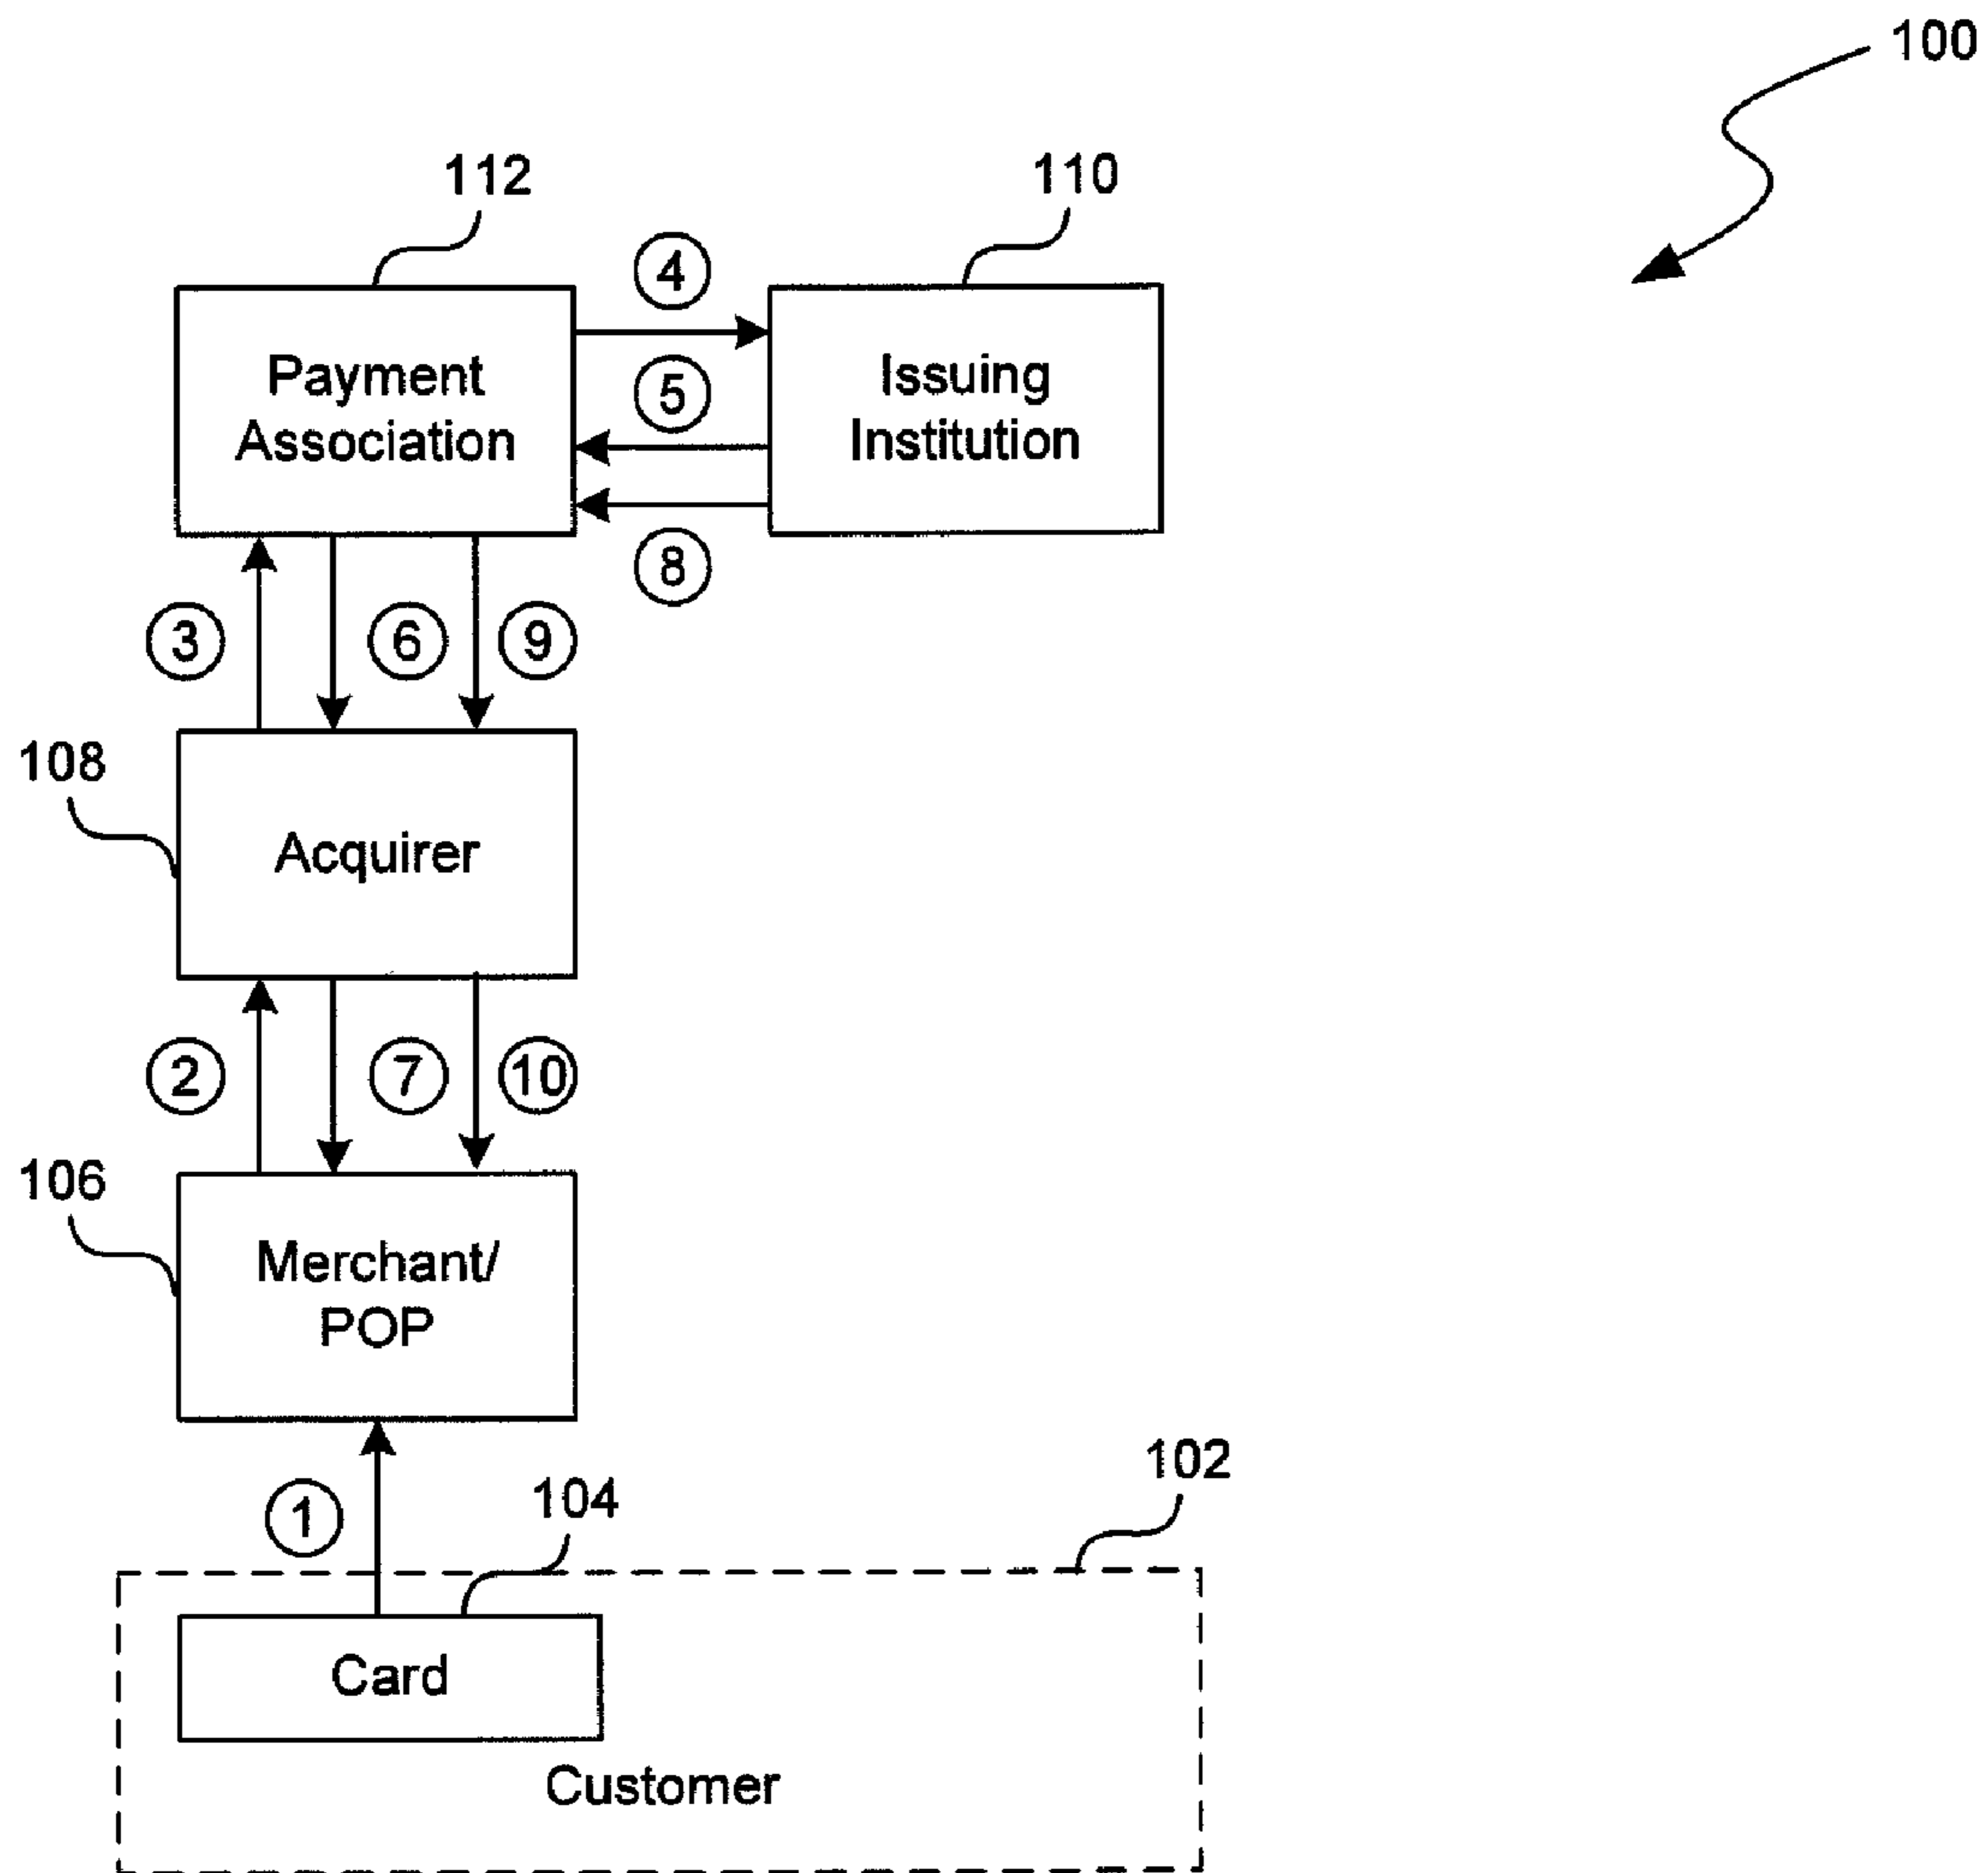 100
112
110
4
Payment
Association
5
Issuing
Institution
8
3
6
9
108
Acquirer
2
7
10
106
Merchant/
POP
102
1
104
Card
Customer